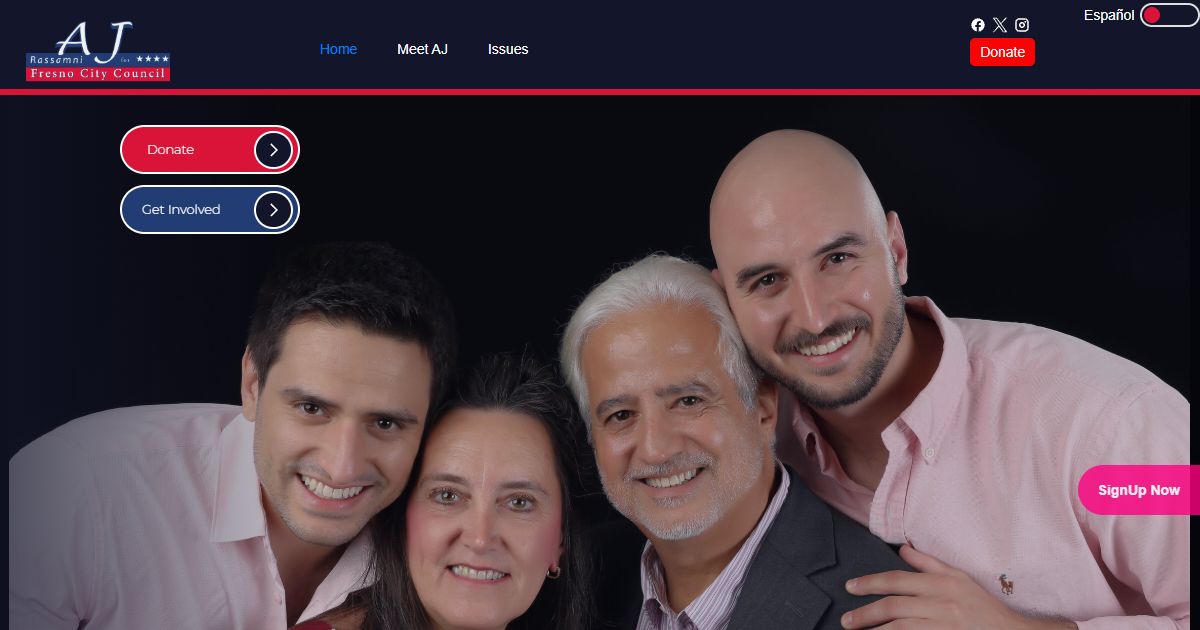 AJ
Rassamni for ★★★★
Fresno City Council
Home
Meet AJ
Issues
Donate
Español
Donate
Get Involved
SignUp Now